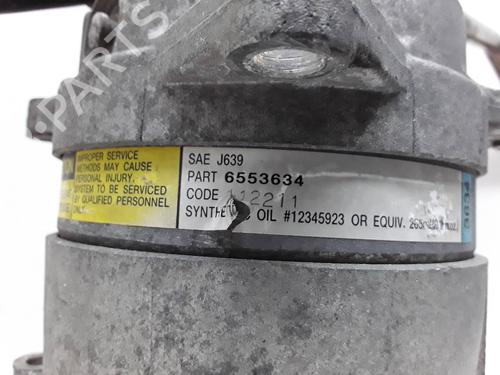 IMPROPER SERVICE
METHODS MAY CAUSE
PERSONAL INJURY.
SYSTEM TO BE SERVICED
BY QUALIFIED PERSONNEL
ONLY.
SAE J639
PART 6553634
CODE 112211
OIL #12345923 OR EQUIV.
3634
PARTS